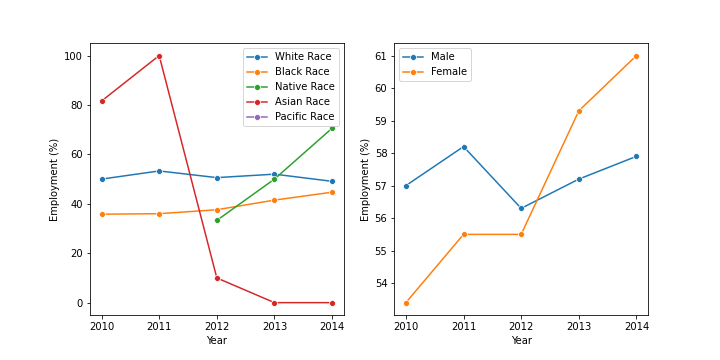 100
80
60
40
20
0
Employment (%)
2010 2011 2012 2013 2014
Year
White Race
Black Race
Native Race
Asian Race
Pacific Race
61
60
59
58
57
56
55
54
Employment (%)
2010 2011 2012 2013 2014
Year
Male
Female